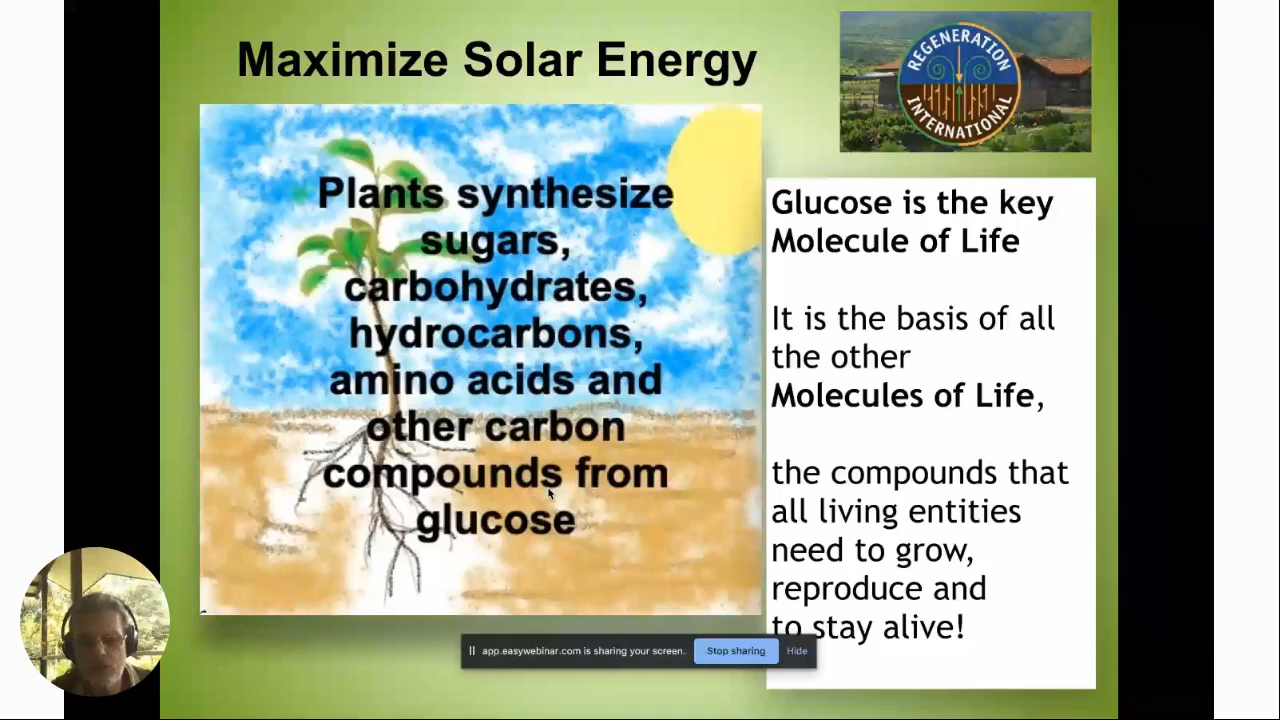 Maximize Solar Energy
REGENERATION
INTERNATIONAL
Plants synthesize
sugars,
carbohydrates,
hydrocarbons,
amino acids and
other carbon
compounds from
glucose
Glucose is the key
Molecule of Life
It is the basis of all
the other
Molecules of Life,
the compounds that
all living entities
need to grow,
reproduce and
to stay alive!
app.easywebinar.com is sharing your screen.
Stop sharing
Hide